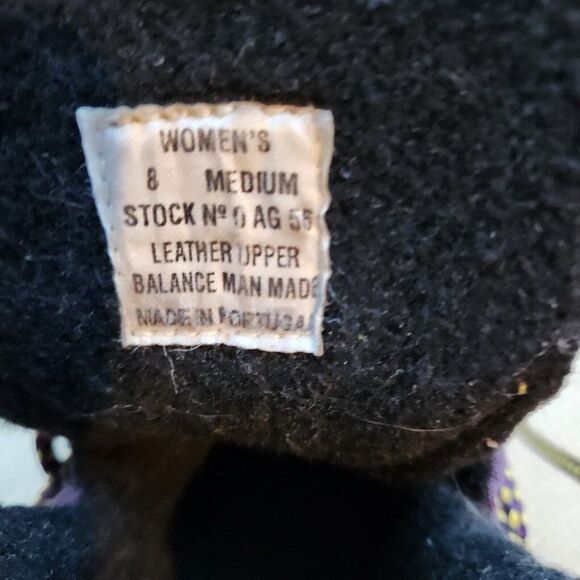 WOMEN'S
8 MEDIUM
STOCK Nº 0 AG 55
LEATHER UPPER
BALANCE MAN MADE
MADE IN PORTUGAL